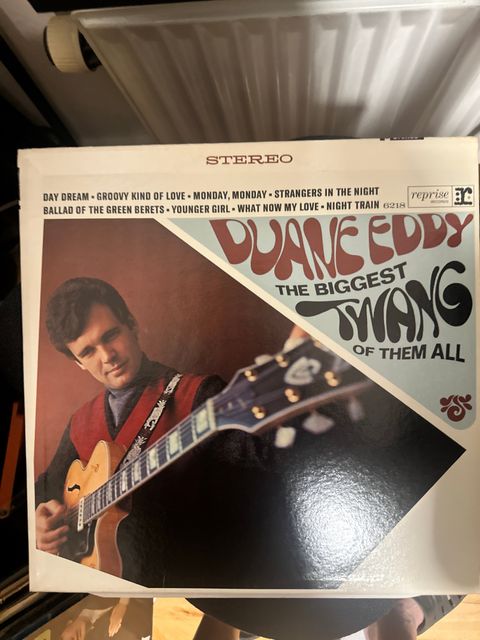 STEREO
DAY DREAM • GROOVY KIND OF LOVE • MONDAY, MONDAY • STRANGERS IN THE NIGHT
BALLAD OF THE GREEN BERETS • YOUNGER GIRL • WHAT NOW MY LOVE • NIGHT TRAIN 6218
reprise
RECORDS
r:
DUANE EDDY
THE BIGGEST
TWANG
OF THEM ALL
G